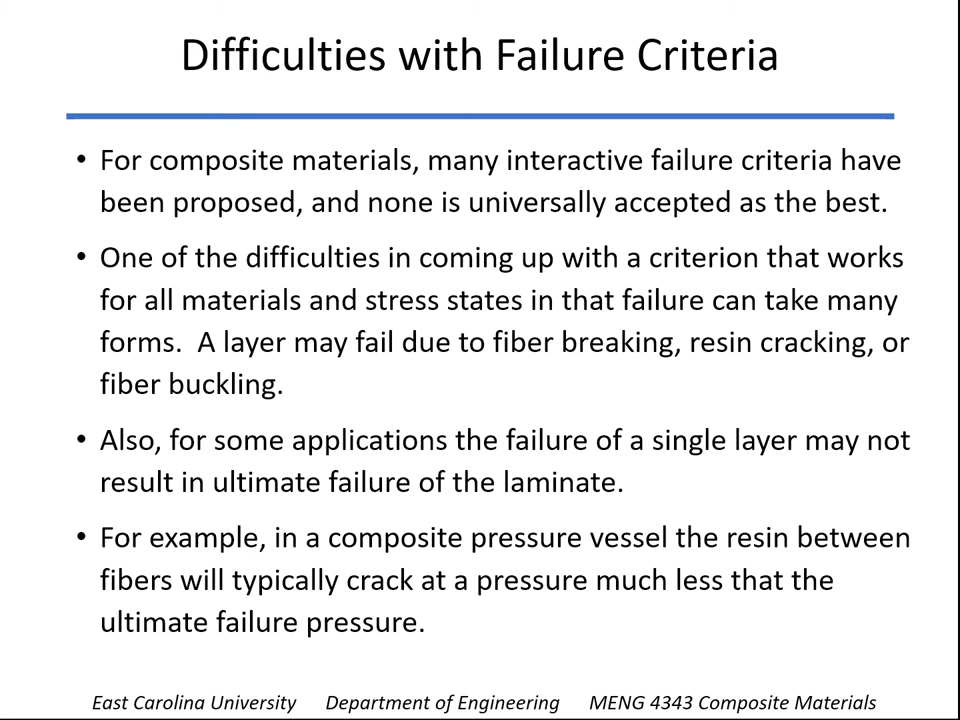 Difficulties with Failure Criteria
• For composite materials, many interactive failure criteria have
been proposed, and none is universally accepted as the best.
• One of the difficulties in coming up with a criterion that works
for all materials and stress states in that failure can take many
forms.  A layer may fail due to fiber breaking, resin cracking, or
fiber buckling.
• Also, for some applications the failure of a single layer may not
result in ultimate failure of the laminate.
• For example, in a composite pressure vessel the resin between
fibers will typically crack at a pressure much less that the
ultimate failure pressure.
East Carolina University Department of Engineering MENG 4343 Composite Materials